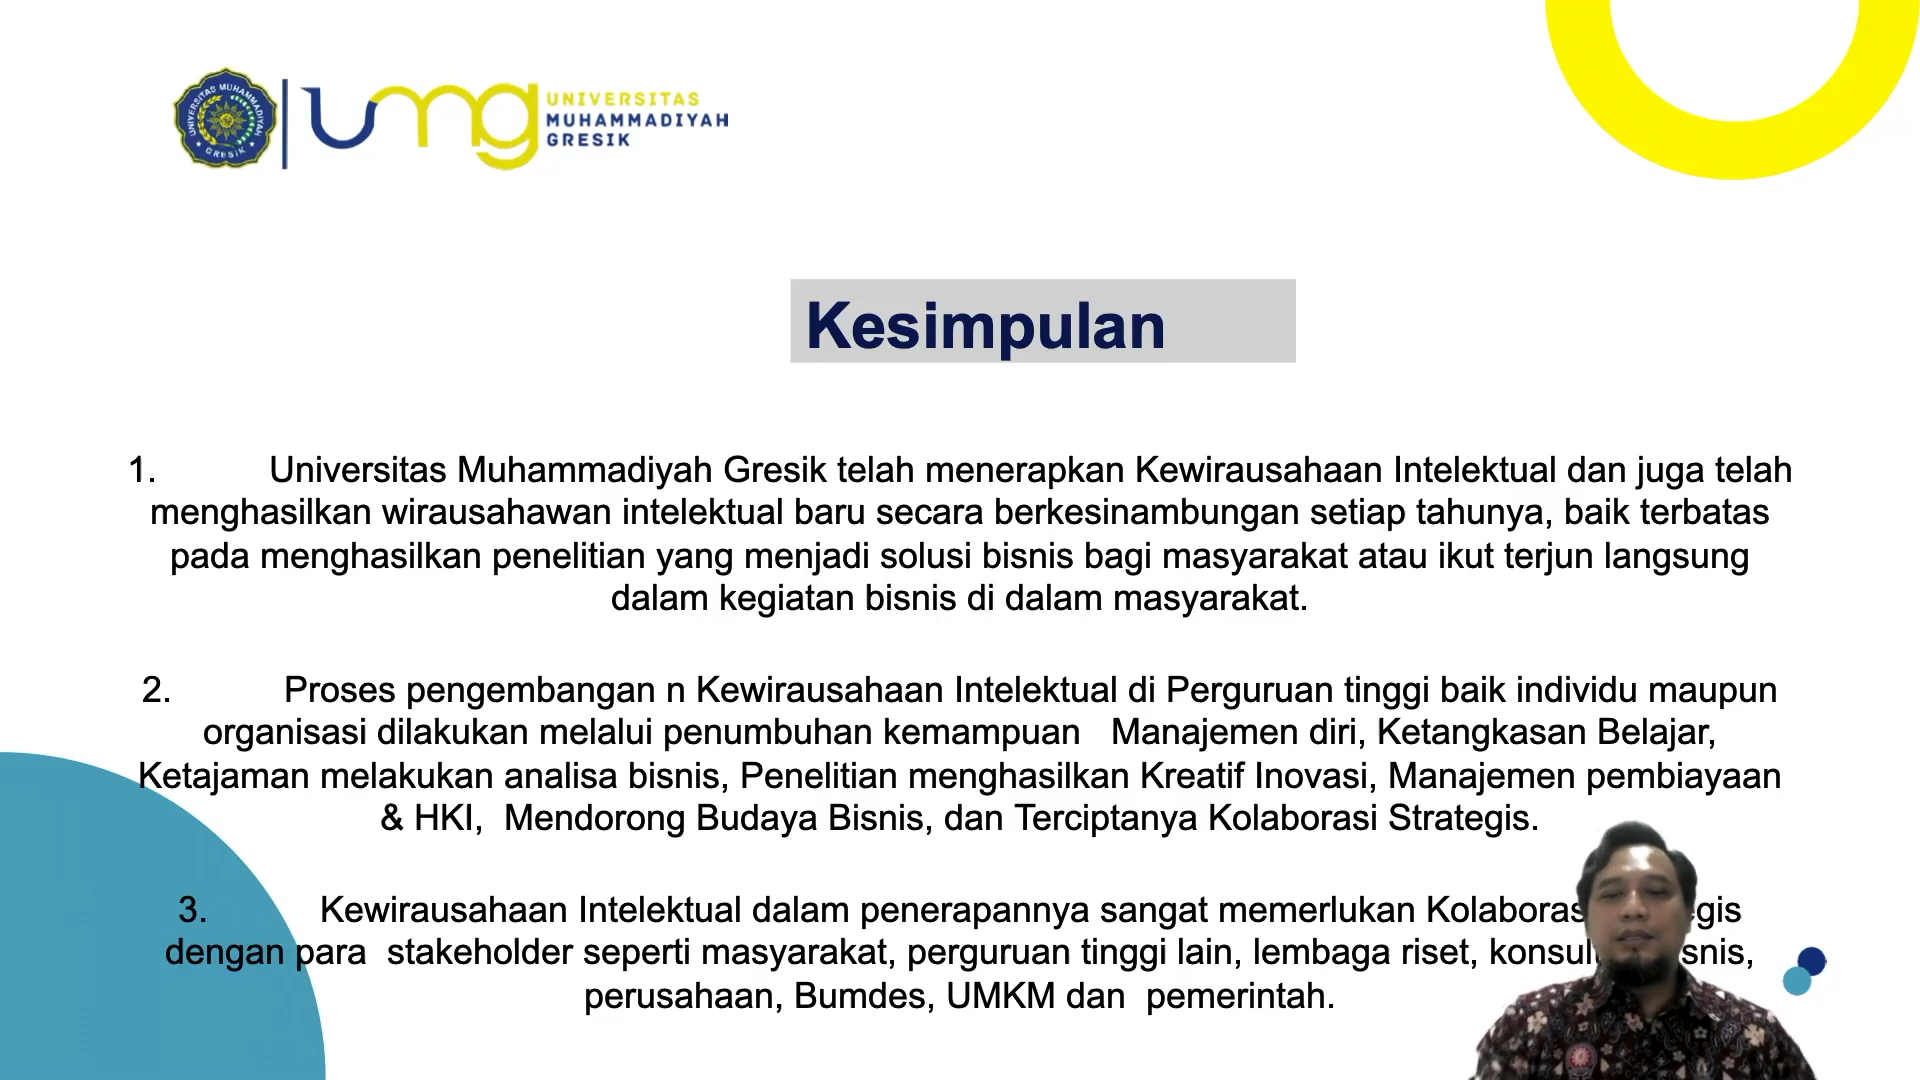 UNIVERSITAS MUHAMMADIYAH
GRESIK
umg
UNIVERSITAS
MUHAMMADIYAH
GRESIK
Kesimpulan
1. Universitas Muhammadiyah Gresik telah menerapkan Kewirausahaan Intelektual dan juga telah
menghasilkan wirausahawan intelektual baru secara berkesinambungan setiap tahunya, baik terbatas
pada menghasilkan penelitian yang menjadi solusi bisnis bagi masyarakat atau ikut terjun langsung
dalam kegiatan bisnis di dalam masyarakat.
2. Proses pengembangan n Kewirausahaan Intelektual di Perguruan tinggi baik individu maupun
organisasi dilakukan melalui penumbuhan kemampuan Manajemen diri, Ketangkasan Belajar,
Ketajaman melakukan analisa bisnis, Penelitian menghasilkan Kreatif Inovasi, Manajemen pembiayaan
& HKI, Mendorong Budaya Bisnis, dan Terciptanya Kolaborasi Strategis.
3. Kewirausahaan Intelektual dalam penerapannya sangat memerlukan
dengan para stakeholder seperti masyarakat, perguruan tinggi lain, lembaga riset,
perusahaan, Bumdes, UMKM dan pemerintah.